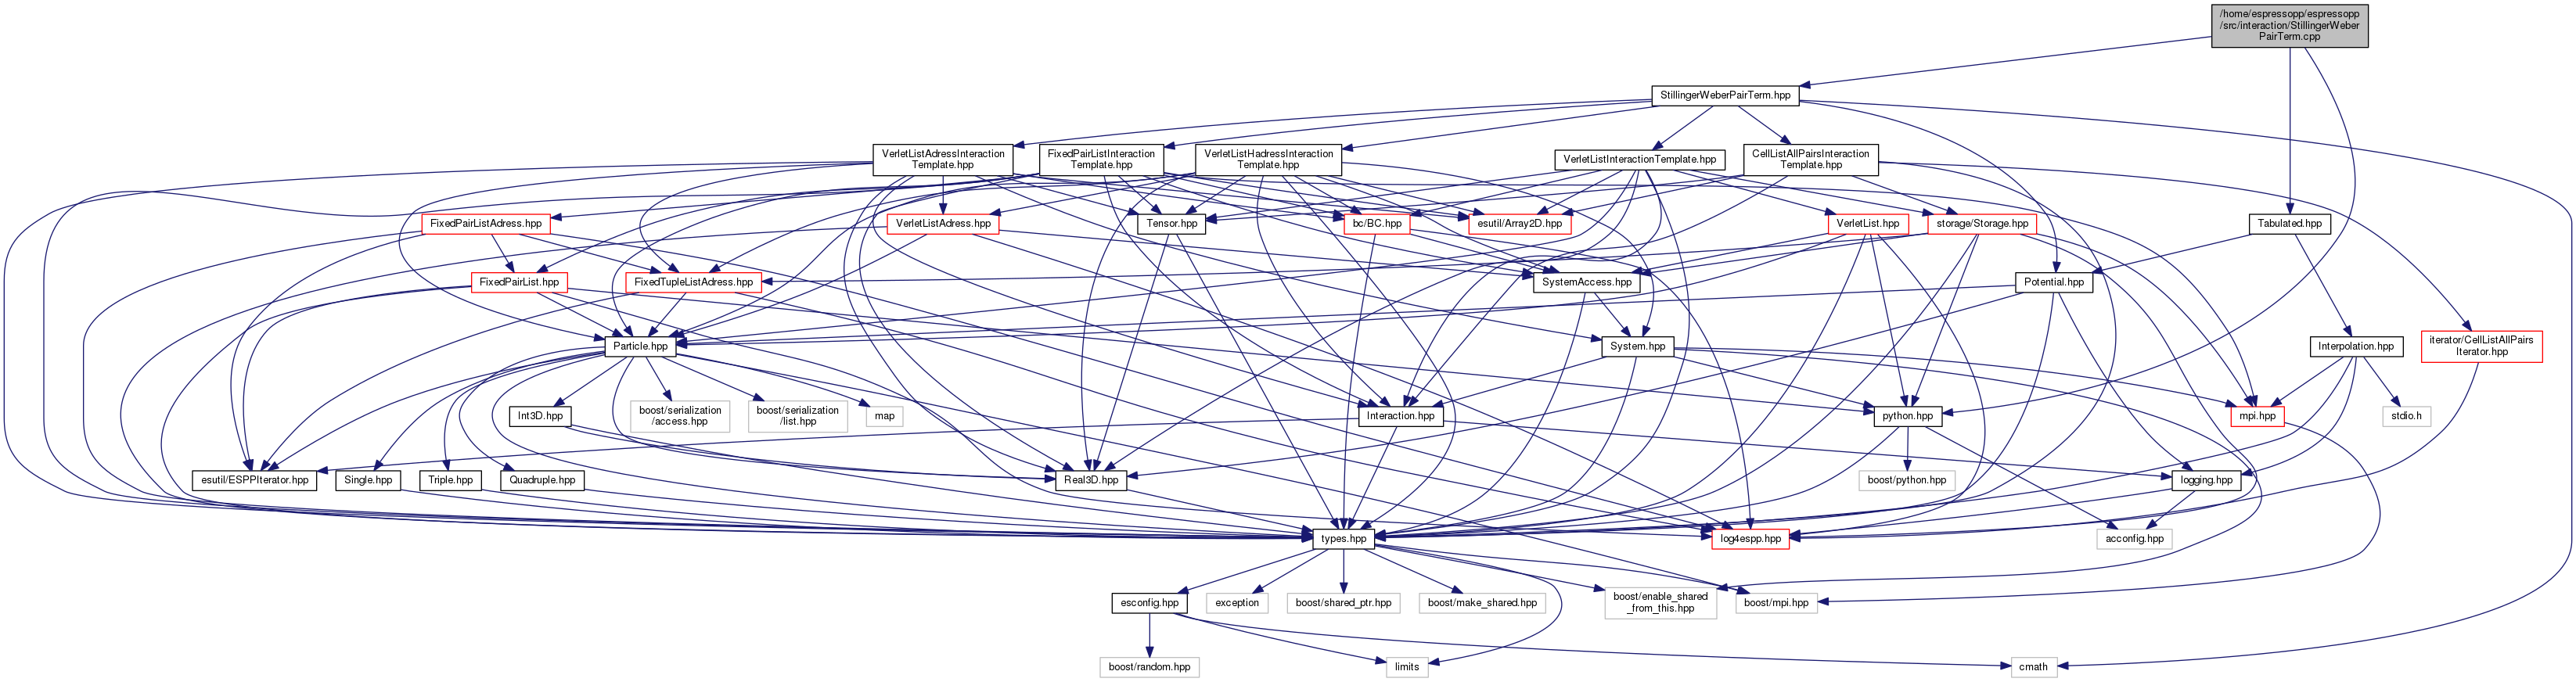 /home/espressopp/espressopp
/src/interaction/StillingerWeber
PairTerm.cpp
StillingerWeberPairTerm.hpp
VerletListAdressInteraction
Template.hpp
FixedPairListInteraction
Template.hpp
VerletListHadressInteraction
Template.hpp
VerletListInteractionTemplate.hpp
CellListAllPairsInteraction
Template.hpp
FixedPairListAdress.hpp
VerletListAdress.hpp
Tensor.hpp
bc/BC.hpp
esutil/Array2D.hpp
VerletList.hpp
storage/Storage.hpp
Tabulated.hpp
FixedPairList.hpp
FixedTupleListAdress.hpp
SystemAccess.hpp
Potential.hpp
Particle.hpp
System.hpp
Interpolation.hpp
iterator/CellListAllPairs
Iterator.hpp
Int3D.hpp
boost/serialization
/access.hpp
boost/serialization
/list.hpp
map
Interaction.hpp
python.hpp
mpi.hpp
stdio.h
esutil/ESPPIterator.hpp
Single.hpp
Triple.hpp
Quadruple.hpp
Real3D.hpp
boost/python.hpp
logging.hpp
types.hpp
log4espp.hpp
acconfig.hpp
esconfig.hpp
exception
boost/shared_ptr.hpp
boost/make_shared.hpp
boost/enable_shared
_from_this.hpp
boost/mpi.hpp
boost/random.hpp
limits
cmath